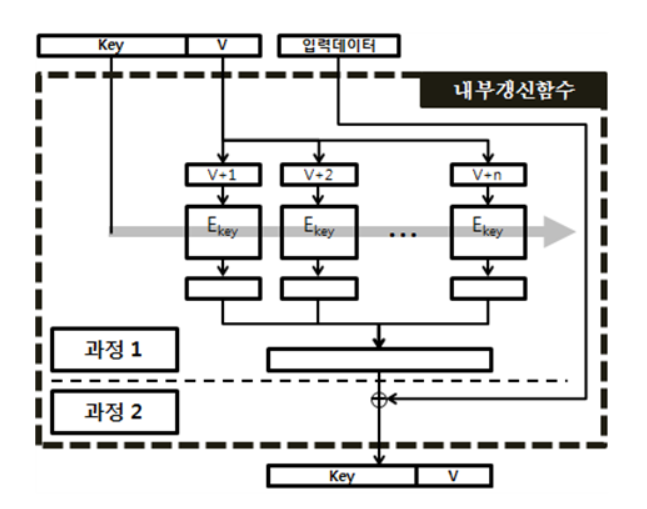 Key V 입력데이터
내부갱신함수
V+1 V+2 V+n
Ekey Ekey ... Ekey
과정 1
과정 2
Key V